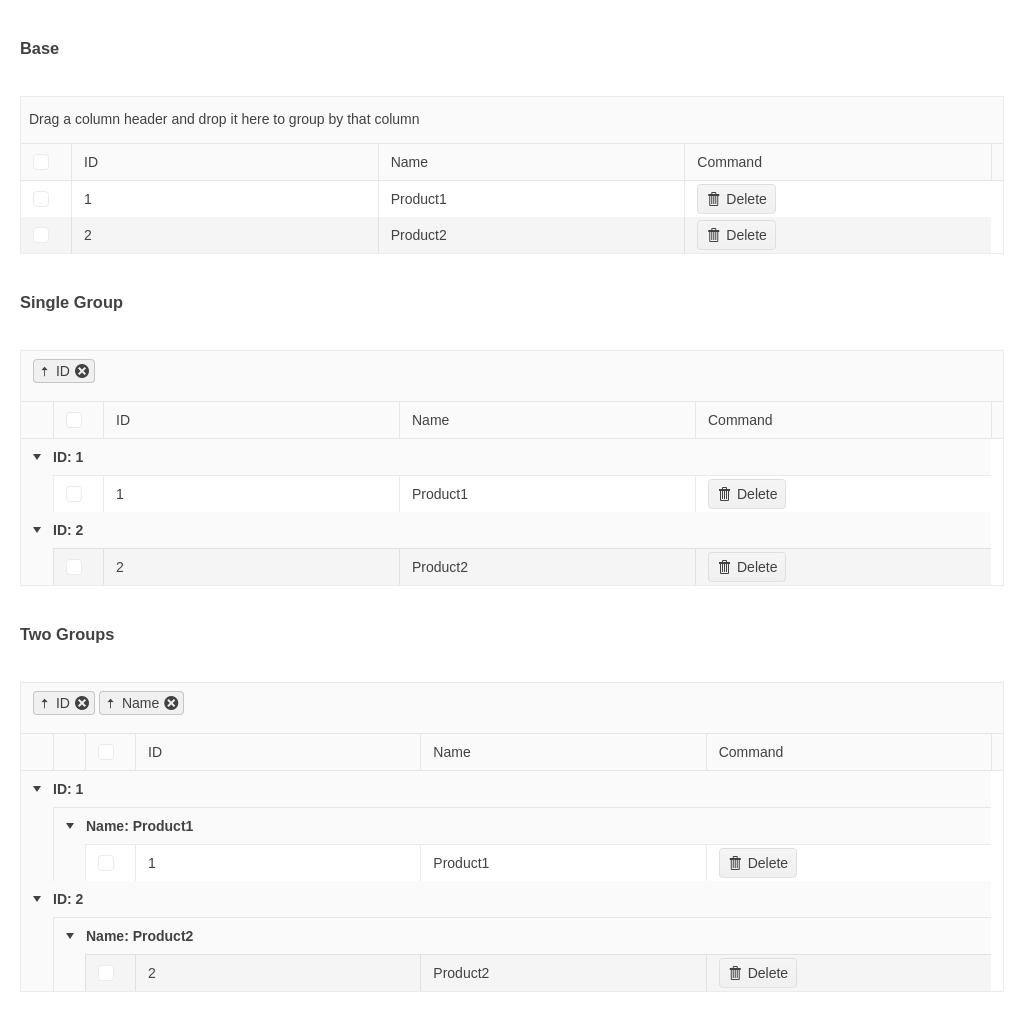 Base
Drag a column header and drop it here to group by that column
ID Name Command
1 Product1 Delete
2 Product2 Delete
Single Group
ID
ID Name Command
ID: 1
1 Product1 Delete
ID: 2
2 Product2 Delete
Two Groups
ID Name
ID Name Command
ID: 1
Name: Product1
1 Product1 Delete
ID: 2
Name: Product2
2 Product2 Delete